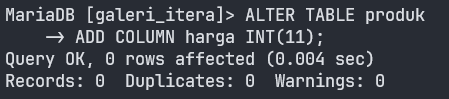 MariaDB [galeri_itera]> ALTER TABLE produk
    -> ADD COLUMN harga INT(11);
Query OK, 0 rows affected (0.004 sec)
Records: 0  Duplicates: 0  Warnings: 0